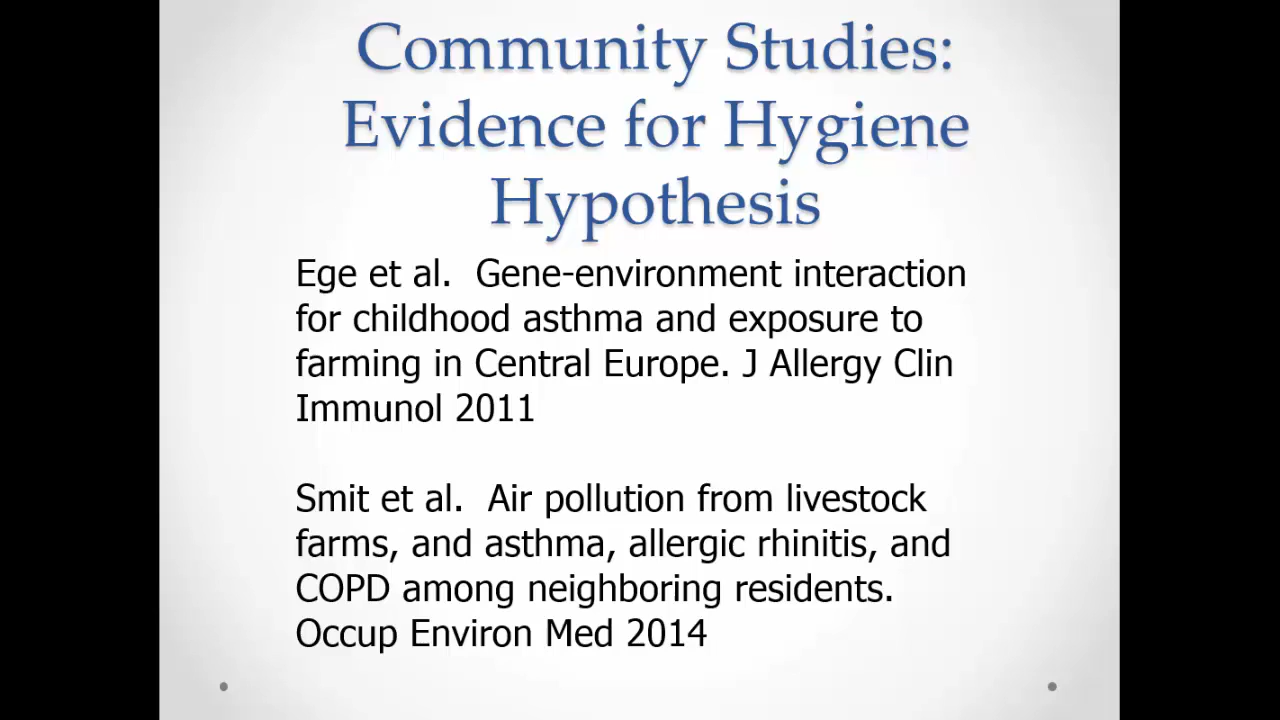 Community Studies:
Evidence for Hygiene
Hypothesis
Ege et al.  Gene-environment interaction
for childhood asthma and exposure to
farming in Central Europe. J Allergy Clin
Immunol 2011
Smit et al.  Air pollution from livestock
farms, and asthma, allergic rhinitis, and
COPD among neighboring residents.
Occup Environ Med 2014